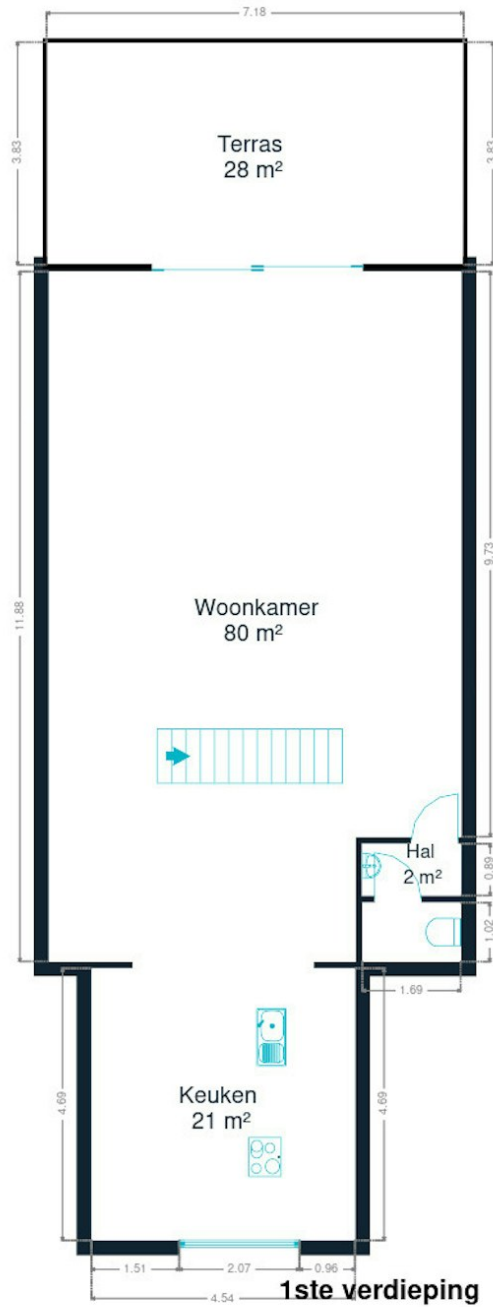 7.18
3.83
3.83
Terras
28 m²
11.88
9.73
Woonkamer
80 m²
Hal
2 m²
0.89
1.02
1.69
4.69
4.69
Keuken
21 m²
1.51
2.07
0.96
4.54
1ste verdieping